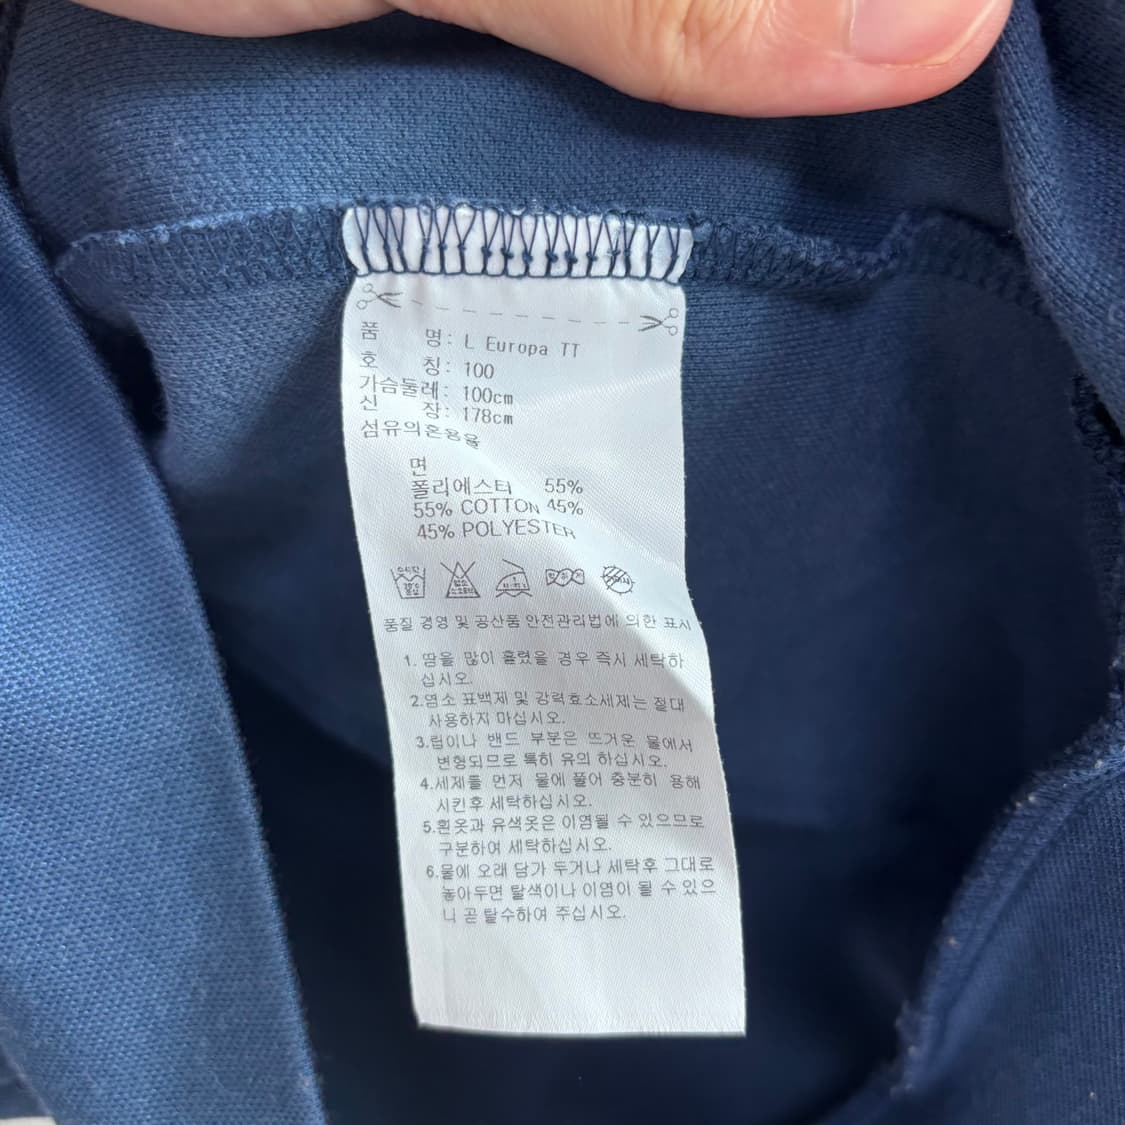 품 명: L Europa TT
호 칭: 100
가슴둘레: 100cm
신 장: 178cm
섬유의혼용율
면
폴리에스터 55%
55% COTTON 45%
45% POLYESTER
품질 경영 및 공산품 안전관리법에 의한 표시
1. 땀을 많이 흘렸을 경우 즉시 세탁하
십시오.
2.염소 표백제 및 강력효소세제는 절대
사용하지 마십시오.
3.럽이나 밴드 부분은 뜨거운 물에서
변형되므로 특히 유의 하십시오.
4.세제를 먼저 물에 풀어 충분히 용해
시킨후 세탁하십시오.
5.흰옷과 유색옷은 이염될 수 있으므로
구분하여 세탁하십시오.
6.물에 오래 담가 두거나 세탁후 그대로
놓아두면 탈색이나 이염이 될 수 있으
니 곧 탈수하여 주십시오.